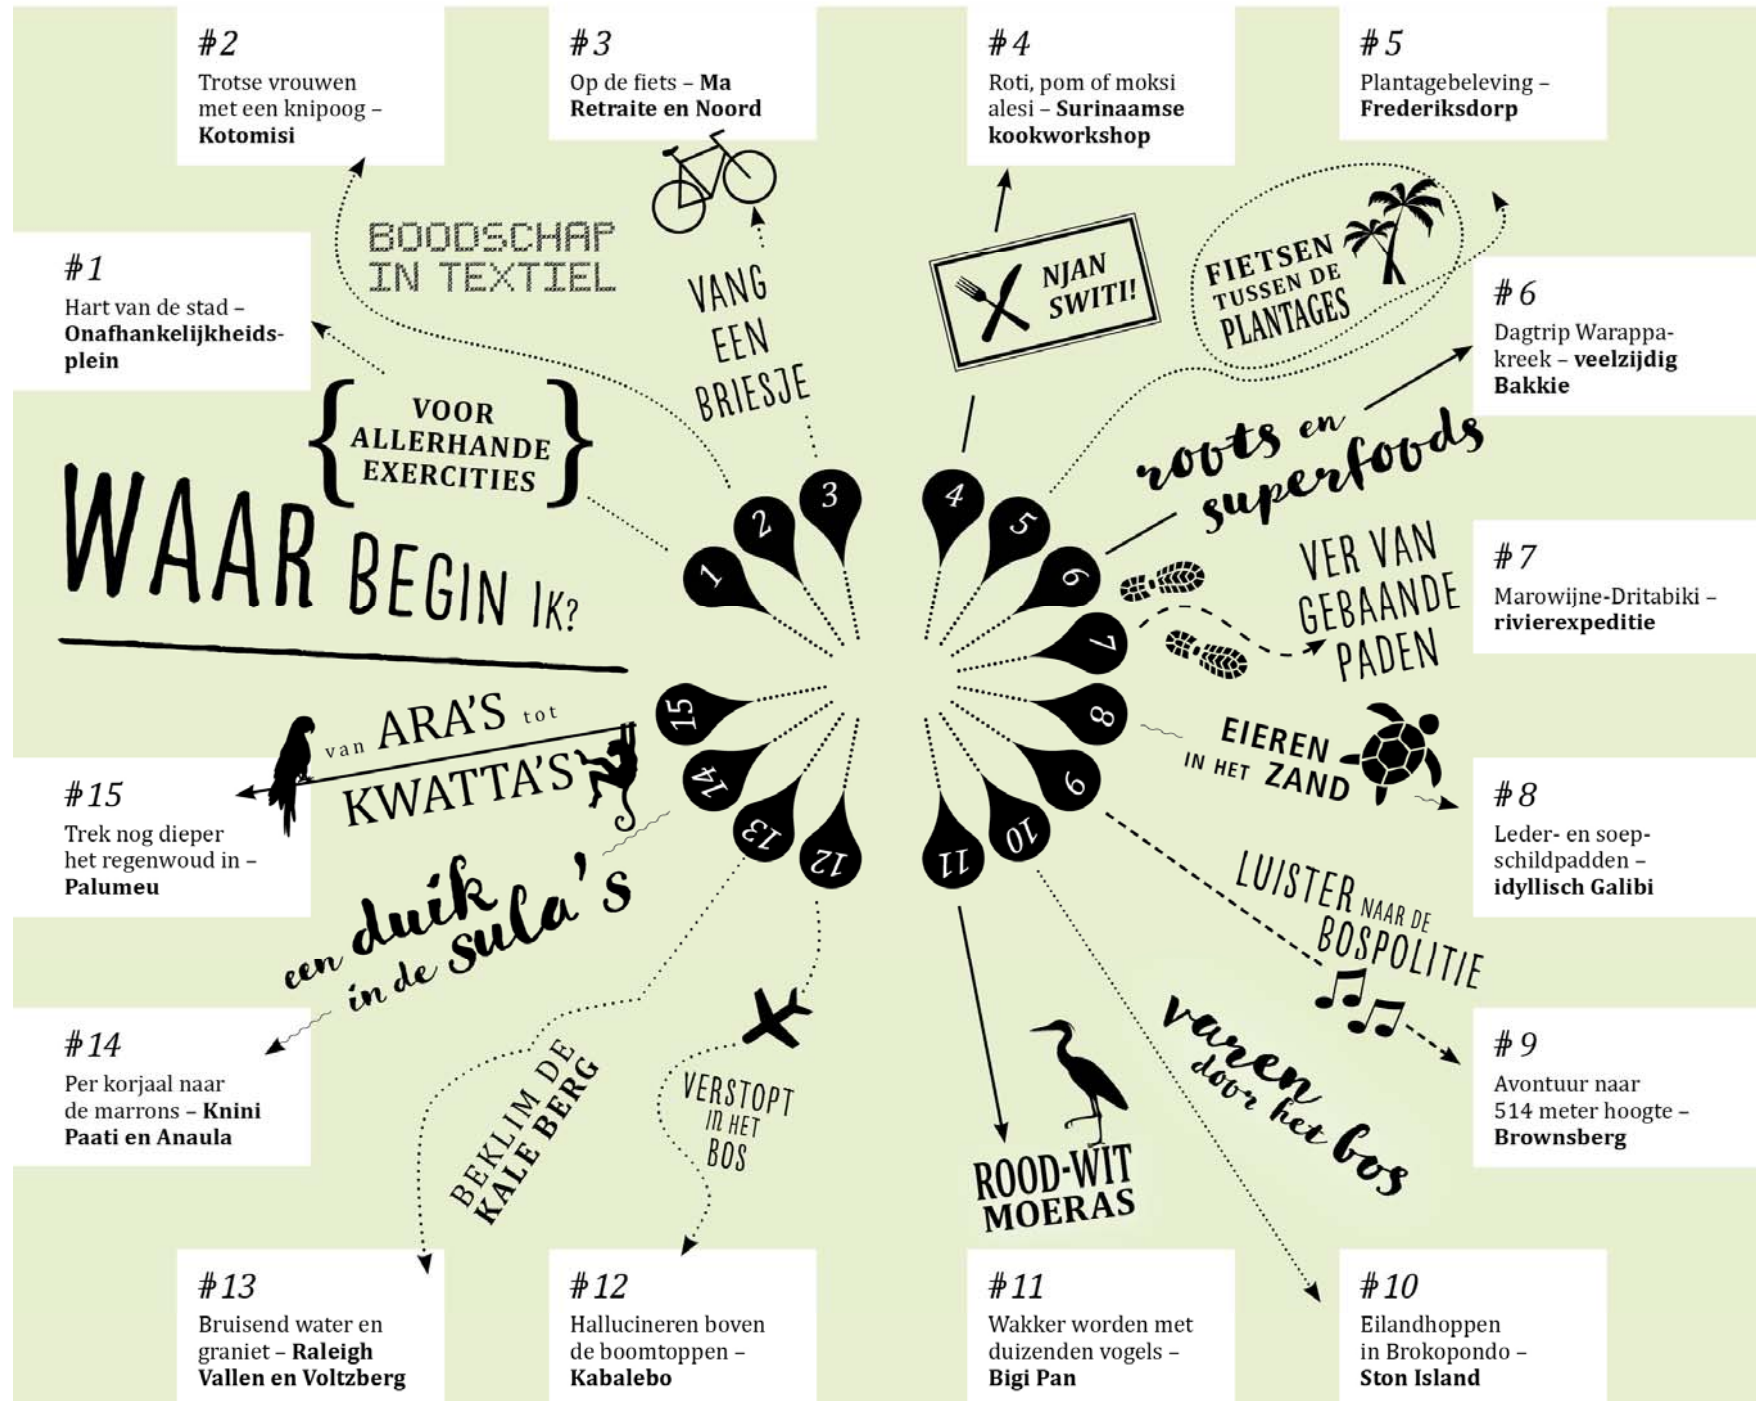 #2
Trotse vrouwen
met een knipoog –
Kotomisi
#3
Op de fiets – Ma
Retraite en Noord
#4
Roti, pom of moksi
alesi – Surinaamse
kookworkshop
#5
Plantagebeleving –
Frederiksdorp
#1
Hart van de stad –
Onafhankelijkheids-
plein
BOODSCHAP
IN TEXTIEL
VANG
EEN
BRIESJE
NJAN
SWITI!
FIETSEN
TUSSEN DE
PLANTAGES
#6
Dagtrip Warappa-
kreek – veelzijdig
Bakkie
VOOR
ALLERHANDE
EXERCITIES
roots en
superfoods
WAAR BEGIN IK?
1
2
3
4
5
6
7
8
9
10
11
12
13
14
15
VER VAN
GEBAANDE
PADEN
#7
Marowijne-Dritabiki –
rivierexpeditie
van ARA'S tot
KWATTA'S
EIEREN
IN HET ZAND
#15
Trek nog dieper
het regenwoud in –
Palumeu
#8
Leder- en soep-
schildpadden –
idyllisch Galibi
een duik
in de sula's
LUISTER NAAR DE
BOSPOLITIE
#14
Per korjaal naar
de marrons – Knini
Paati en Anaula
#9
Avontuur naar
514 meter hoogte –
Brownsberg
BEKLIM DE
KALE BERG
VERSTOPT
IN HET
BOS
ROOD-WIT
MOERAS
varen
door het bos
#13
Bruisend water en
graniet – Raleigh
Vallen en Voltzberg
#12
Hallucineren boven
de boomtoppen –
Kabalebo
#11
Wakker worden met
duizenden vogels –
Bigi Pan
#10
Eilandhoppen
in Brokopondo –
Ston Island